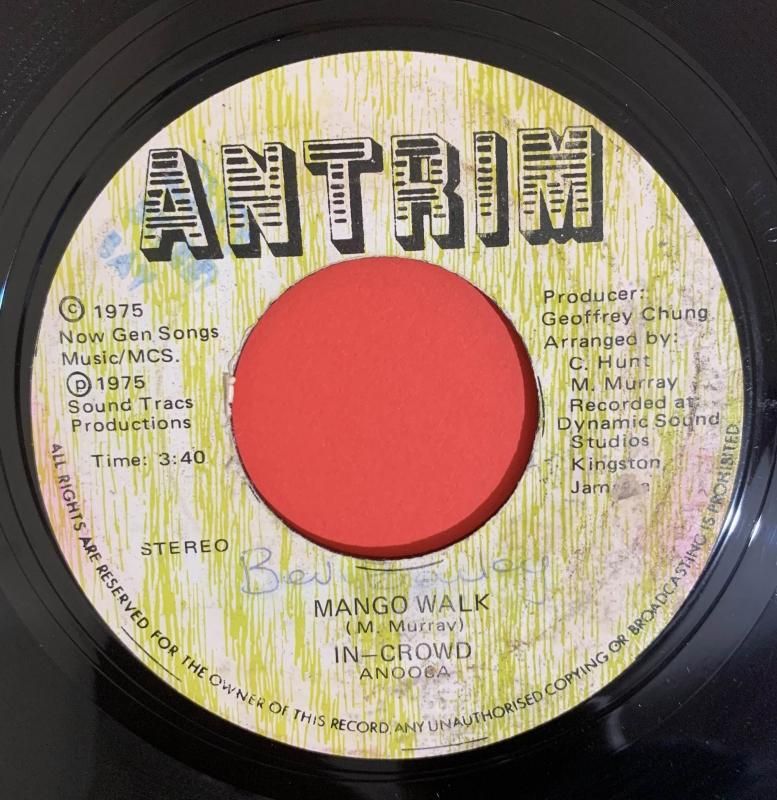 ANTRIM
© 1975
Now Gen Songs
Music/MCS.
℗ 1975
Sound Tracs
Productions
Time: 3:40
STEREO
Producer:
Geoffrey Chung
Arranged by:
C. Hunt
M. Murray
Recorded at
Dynamic Sound
Studios
Kingston,
MANGO WALK
(M. Murray)
IN-CROWD
ANOOCA
ALL RIGHTS ARE RESERVED FOR THE OWNER OF THIS RECORD, ANY UNAUTHORISED COPYING OR BROADCASTING IS PROHIBITED